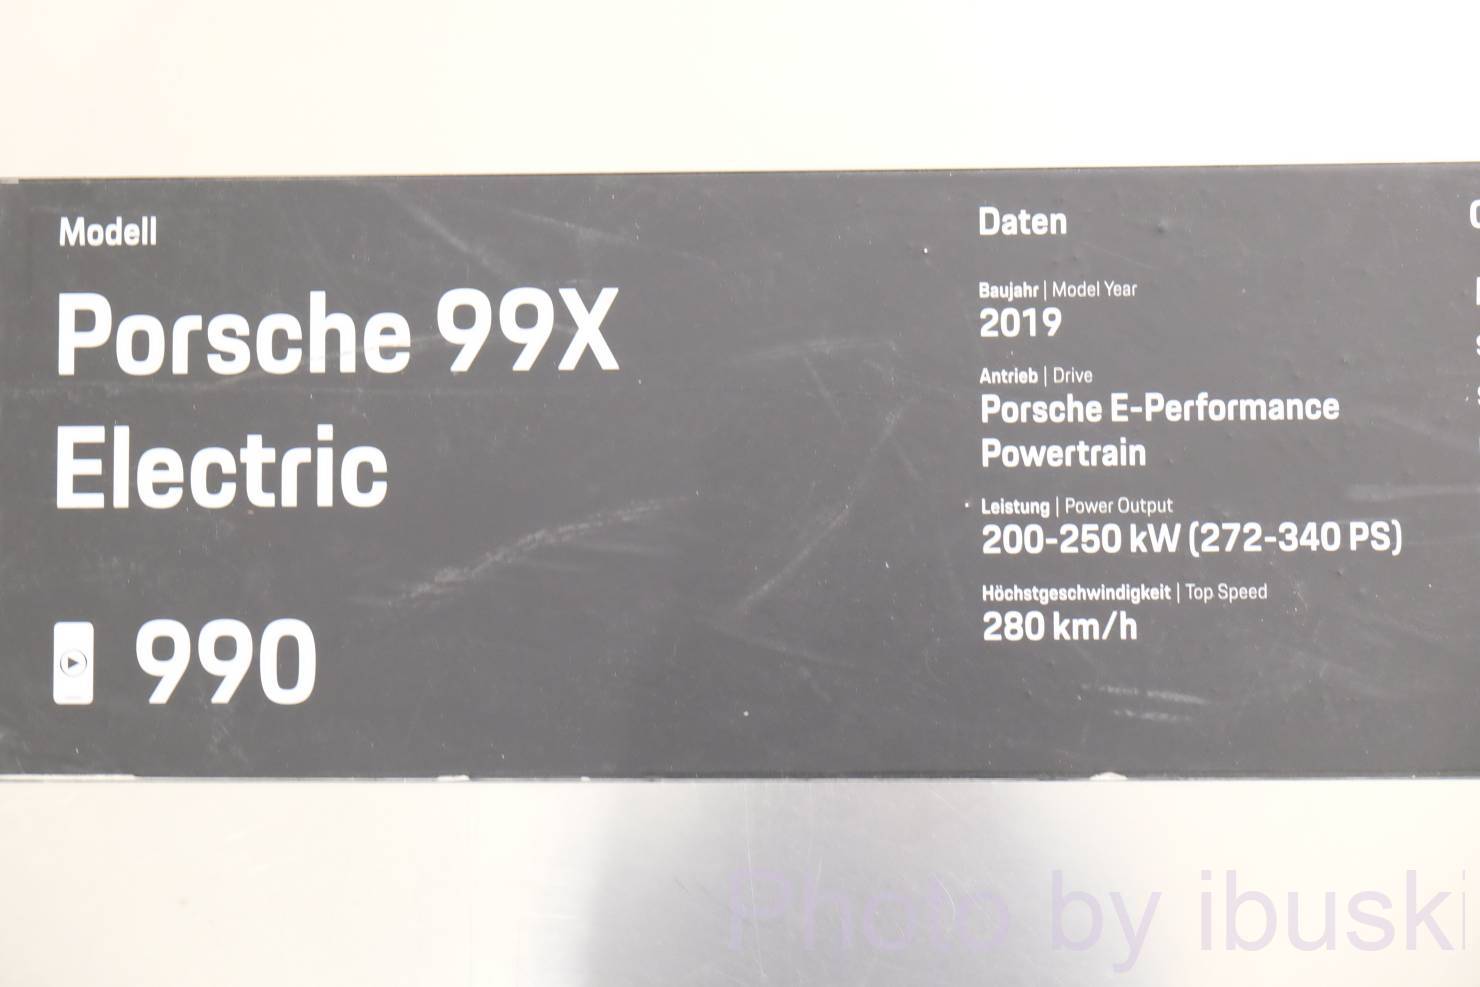 Modell
Porsche 99X
Electric
990
Daten
Baujahr | Model Year
2019
Antrieb | Drive
Porsche E-Performance
Powertrain
Leistung | Power Output
200-250 kW (272-340 PS)
Höchstgeschwindigkeit | Top Speed
280 km/h
Photo by ibuski